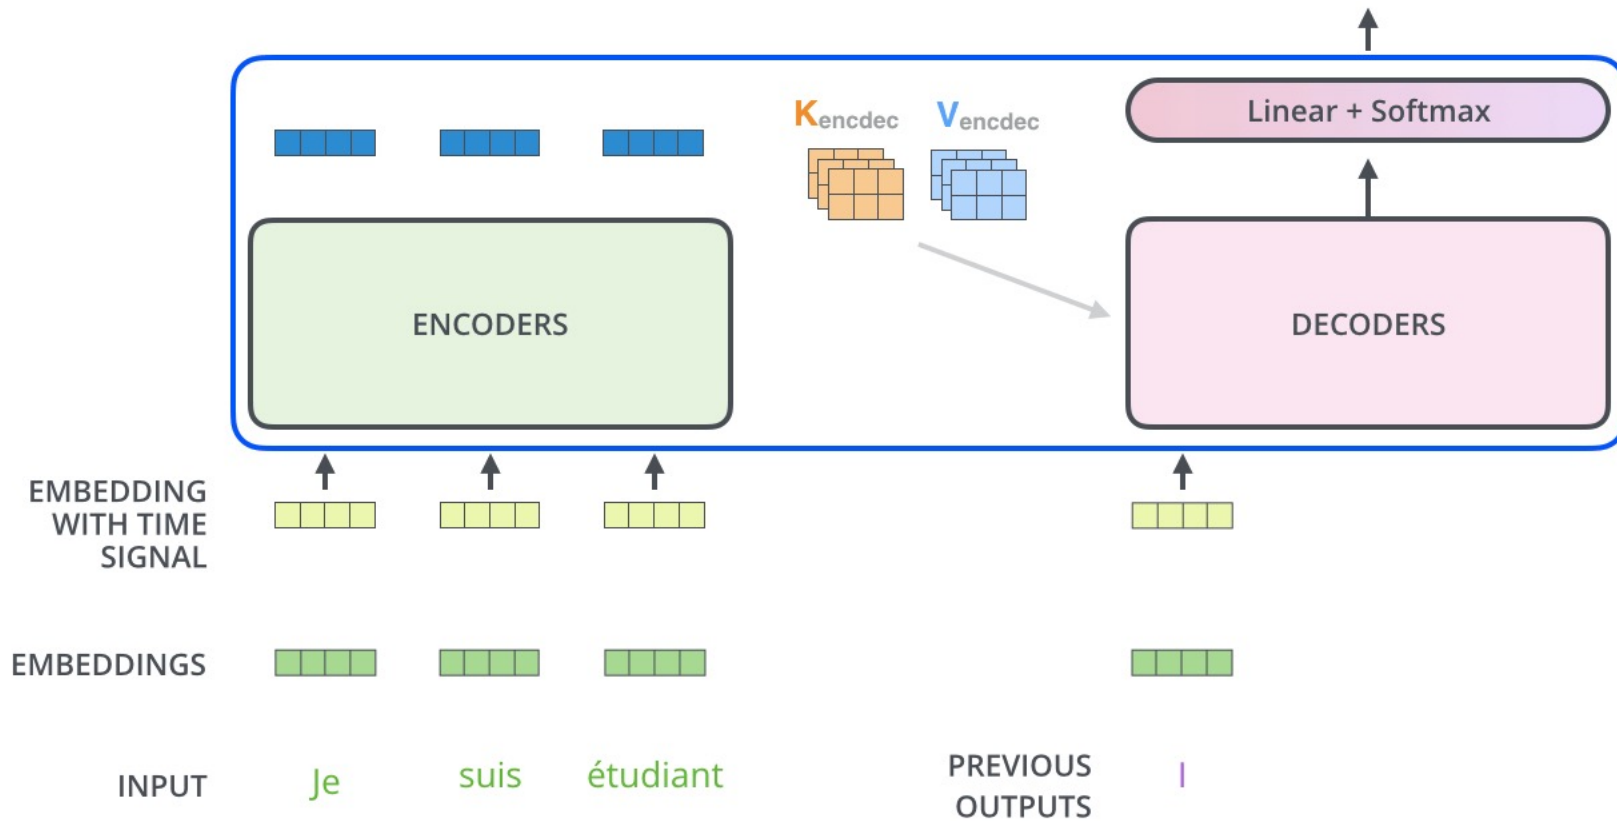 Kencdec Vencdec
Linear + Softmax
ENCODERS
DECODERS
EMBEDDING
WITH TIME
SIGNAL
EMBEDDINGS
INPUT
Je suis étudiant
PREVIOUS
OUTPUTS
I